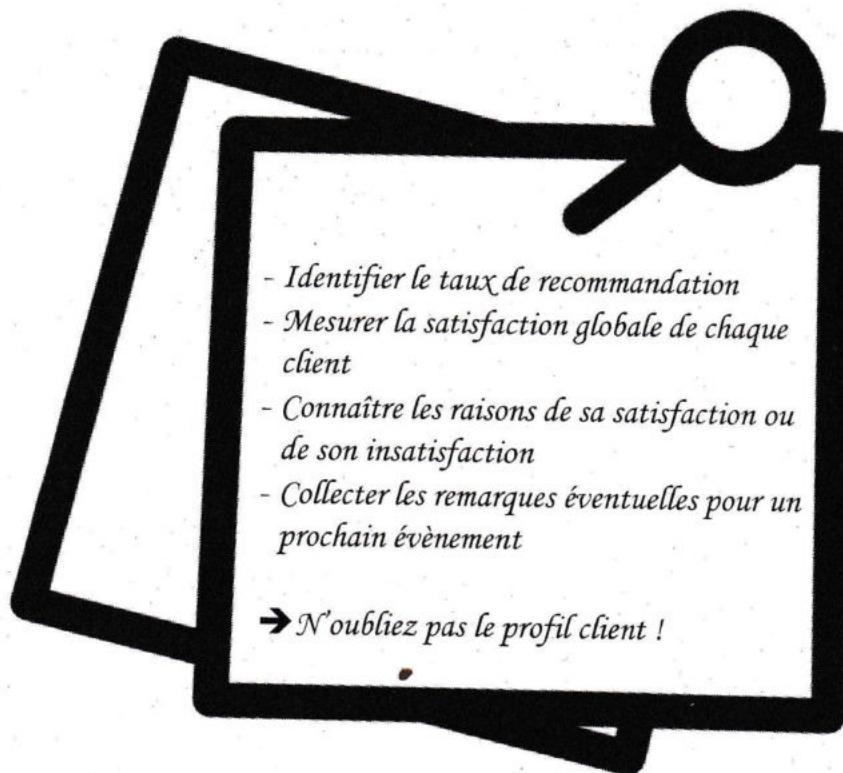 - Identifier le taux de recommandation
- Mesurer la satisfaction globale de chaque
client
- Connaître les raisons de sa satisfaction ou
de son insatisfaction
- Collecter les remarques éventuelles pour un
prochain évènement
➔ N'oubliez pas le profil client !